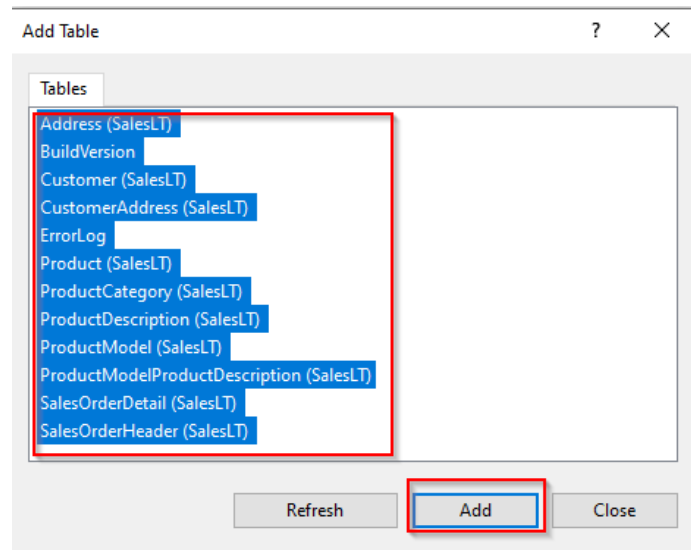 Add Table
?
Tables
Address (SalesLT)
BuildVersion
Customer (SalesLT)
CustomerAddress (SalesLT)
ErrorLog
Product (SalesLT)
ProductCategory (SalesLT)
ProductDescription (SalesLT)
ProductModel (SalesLT)
ProductModelProductDescription (SalesLT)
SalesOrderDetail (SalesLT)
SalesOrderHeader (SalesLT)
Refresh
Add
Close